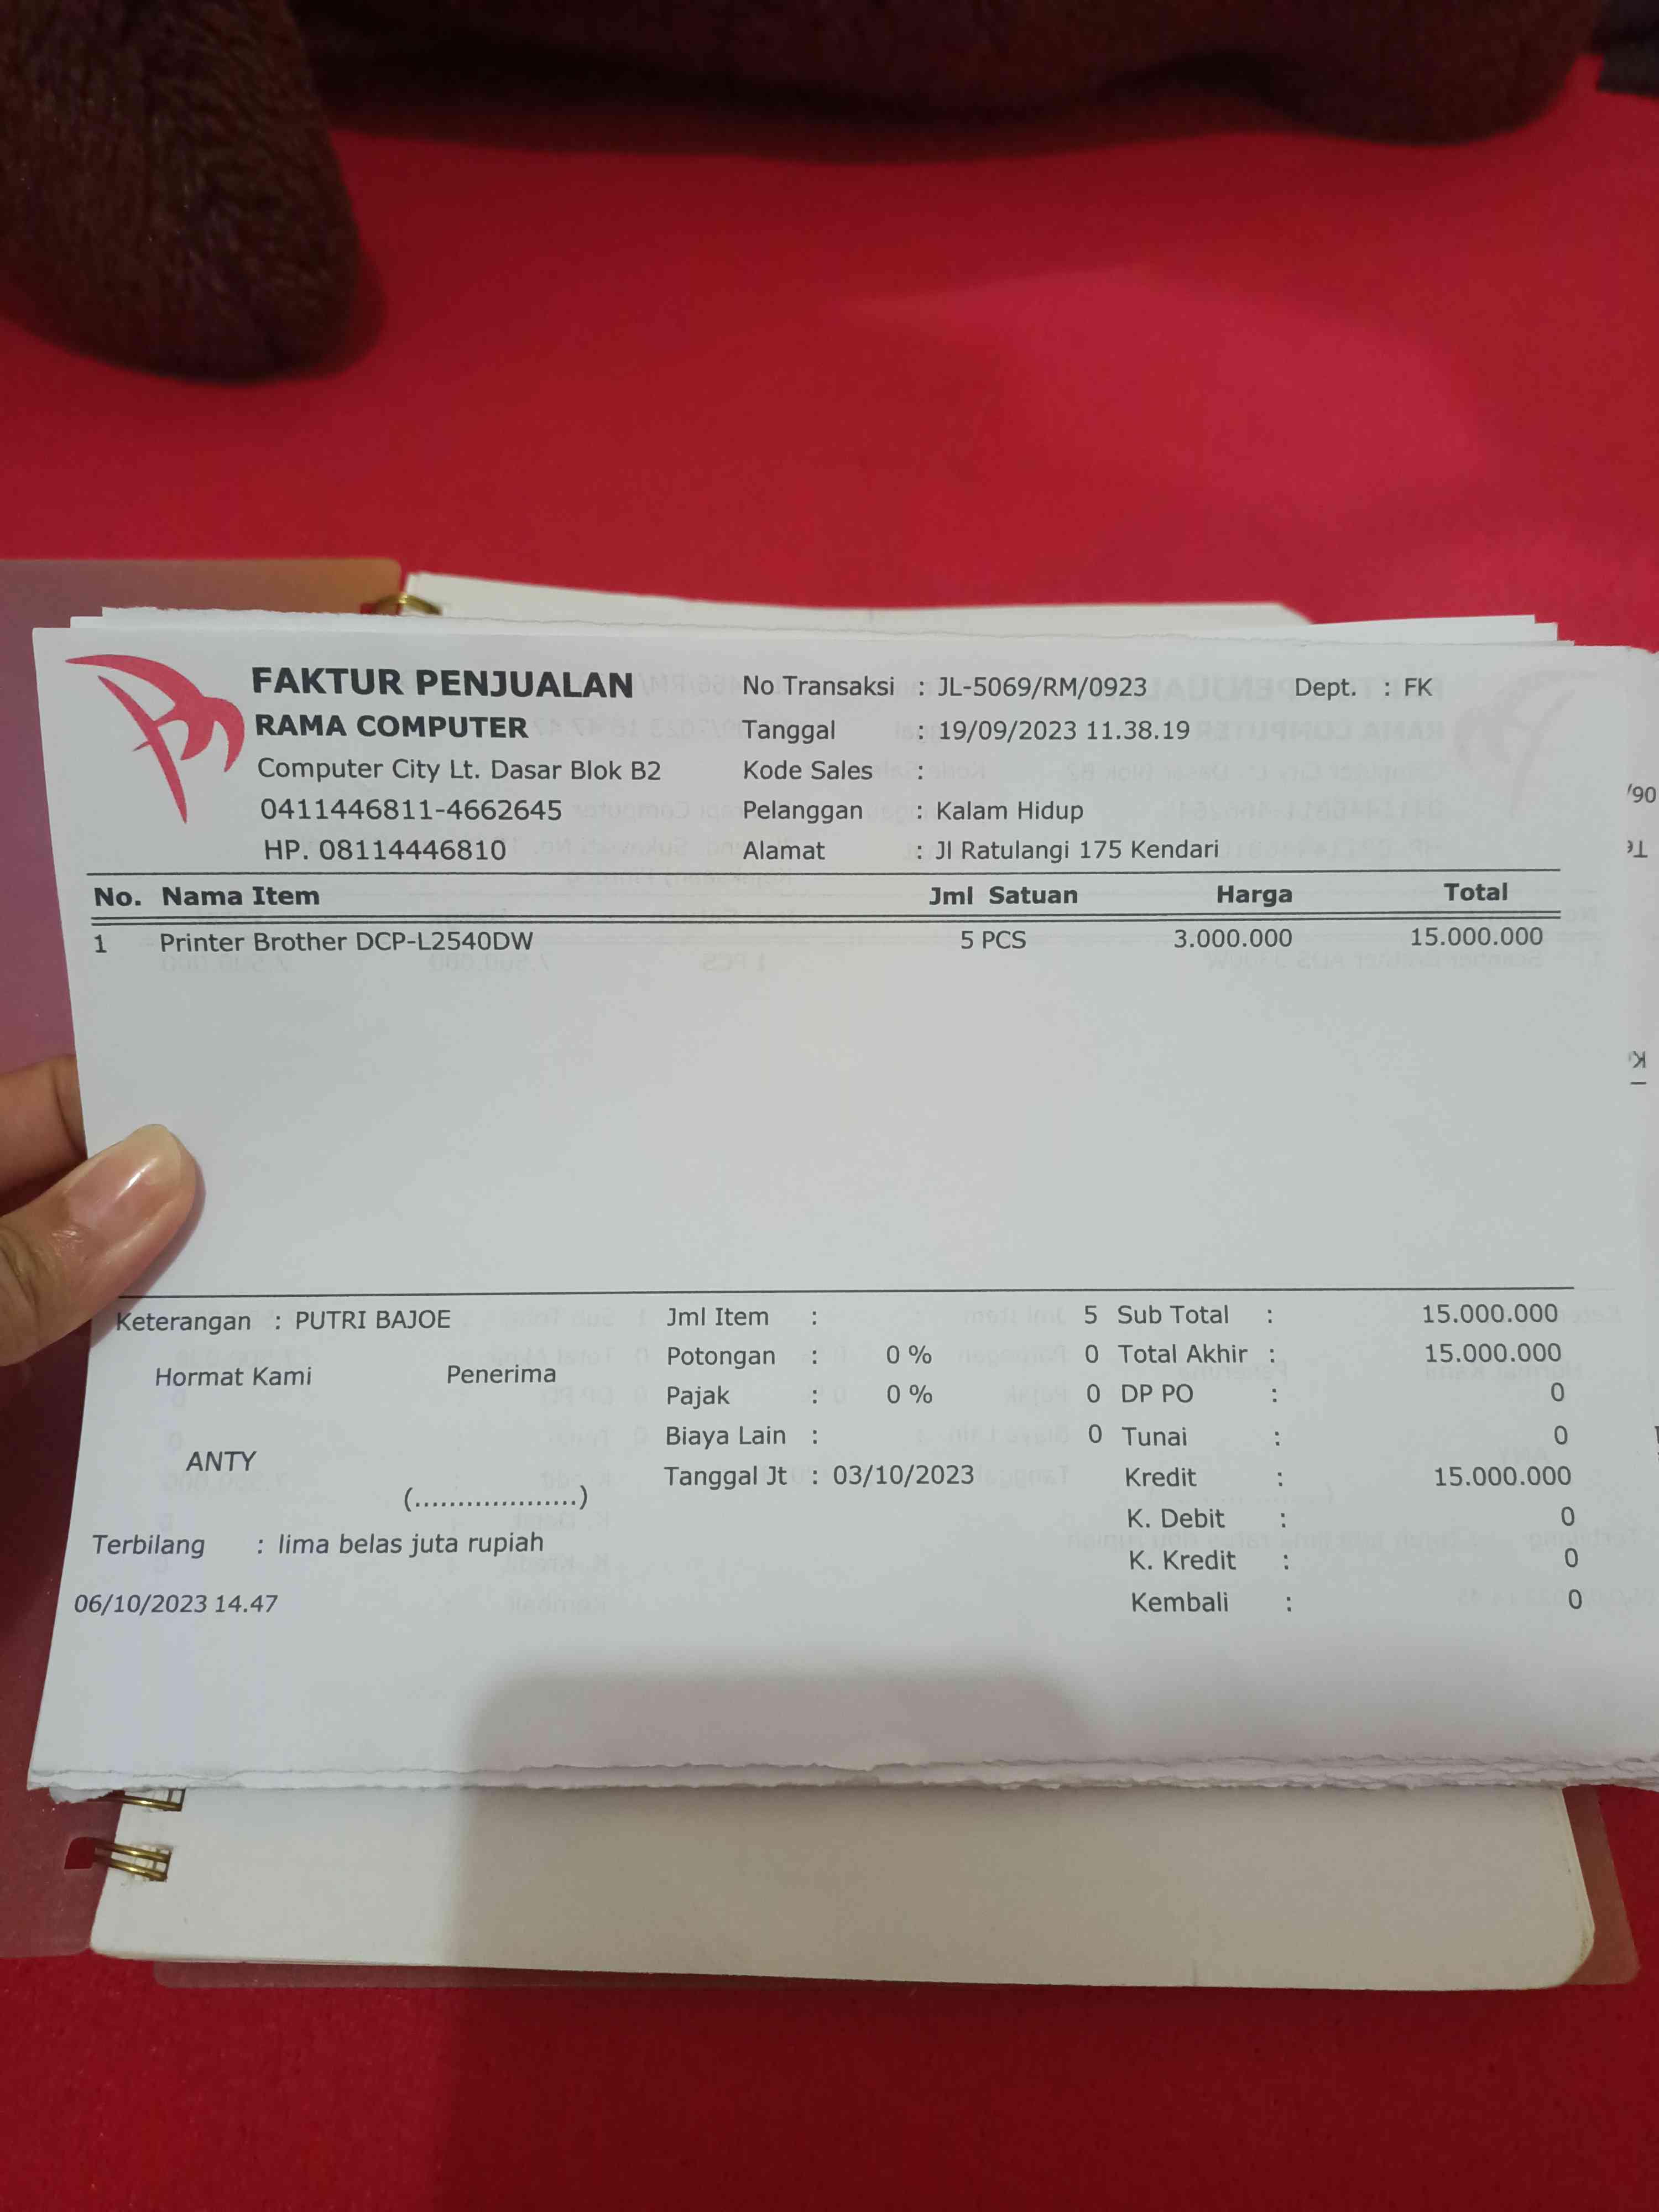 FAKTUR PENJUALAN
RAMA COMPUTER
Computer City Lt. Dasar Blok B2
0411446811-4662645
HP. 08114446810
No Transaksi : JL-5069/RM/0923
Dept. : FK
Tanggal : 19/09/2023 11.38.19
Kode Sales :
Pelanggan : Kalam Hidup
Alamat : Jl Ratulangi 175 Kendari
No. Nama Item Jml Satuan Harga Total
1 Printer Brother DCP-L2540DW 5 PCS 3.000.000 15.000.000
Keterangan : PUTRI BAJOE
Hormat Kami Penerima
ANTY
(...................)
Terbilang : lima belas juta rupiah
06/10/2023 14.47
Jml Item : 5
Potongan : 0 % 0
Pajak : 0 % 0
Biaya Lain : 0
Tanggal Jt : 03/10/2023
Sub Total : 15.000.000
Total Akhir : 15.000.000
DP PO : 0
Tunai : 0
Kredit : 15.000.000
K. Debit : 0
K. Kredit : 0
Kembali : 0